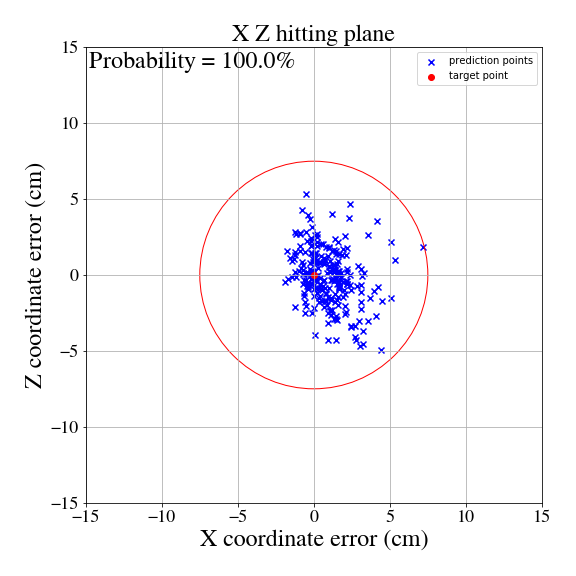 X Z hitting plane
Probability = 100.0%
prediction points
target point
15
10
5
0
−5
−10
−15
Z coordinate error (cm)
−15 −10 −5 0 5 10 15
X coordinate error (cm)